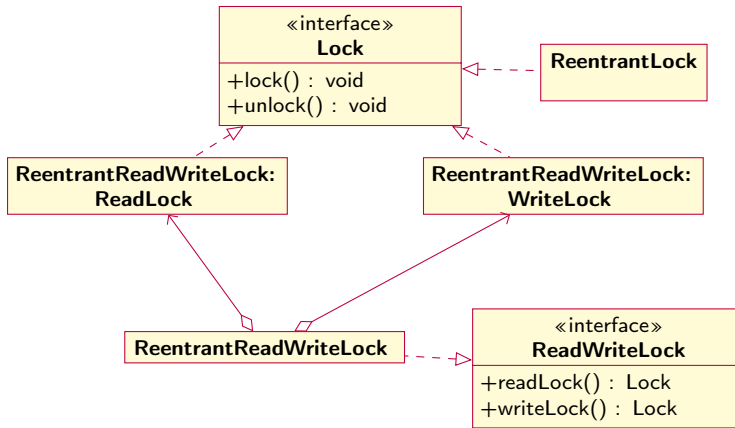 «interface»
Lock
+lock() : void
+unlock() : void
ReentrantLock
ReentrantReadWriteLock:
ReadLock
ReentrantReadWriteLock:
WriteLock
ReentrantReadWriteLock
«interface»
ReadWriteLock
+readLock() : Lock
+writeLock() : Lock